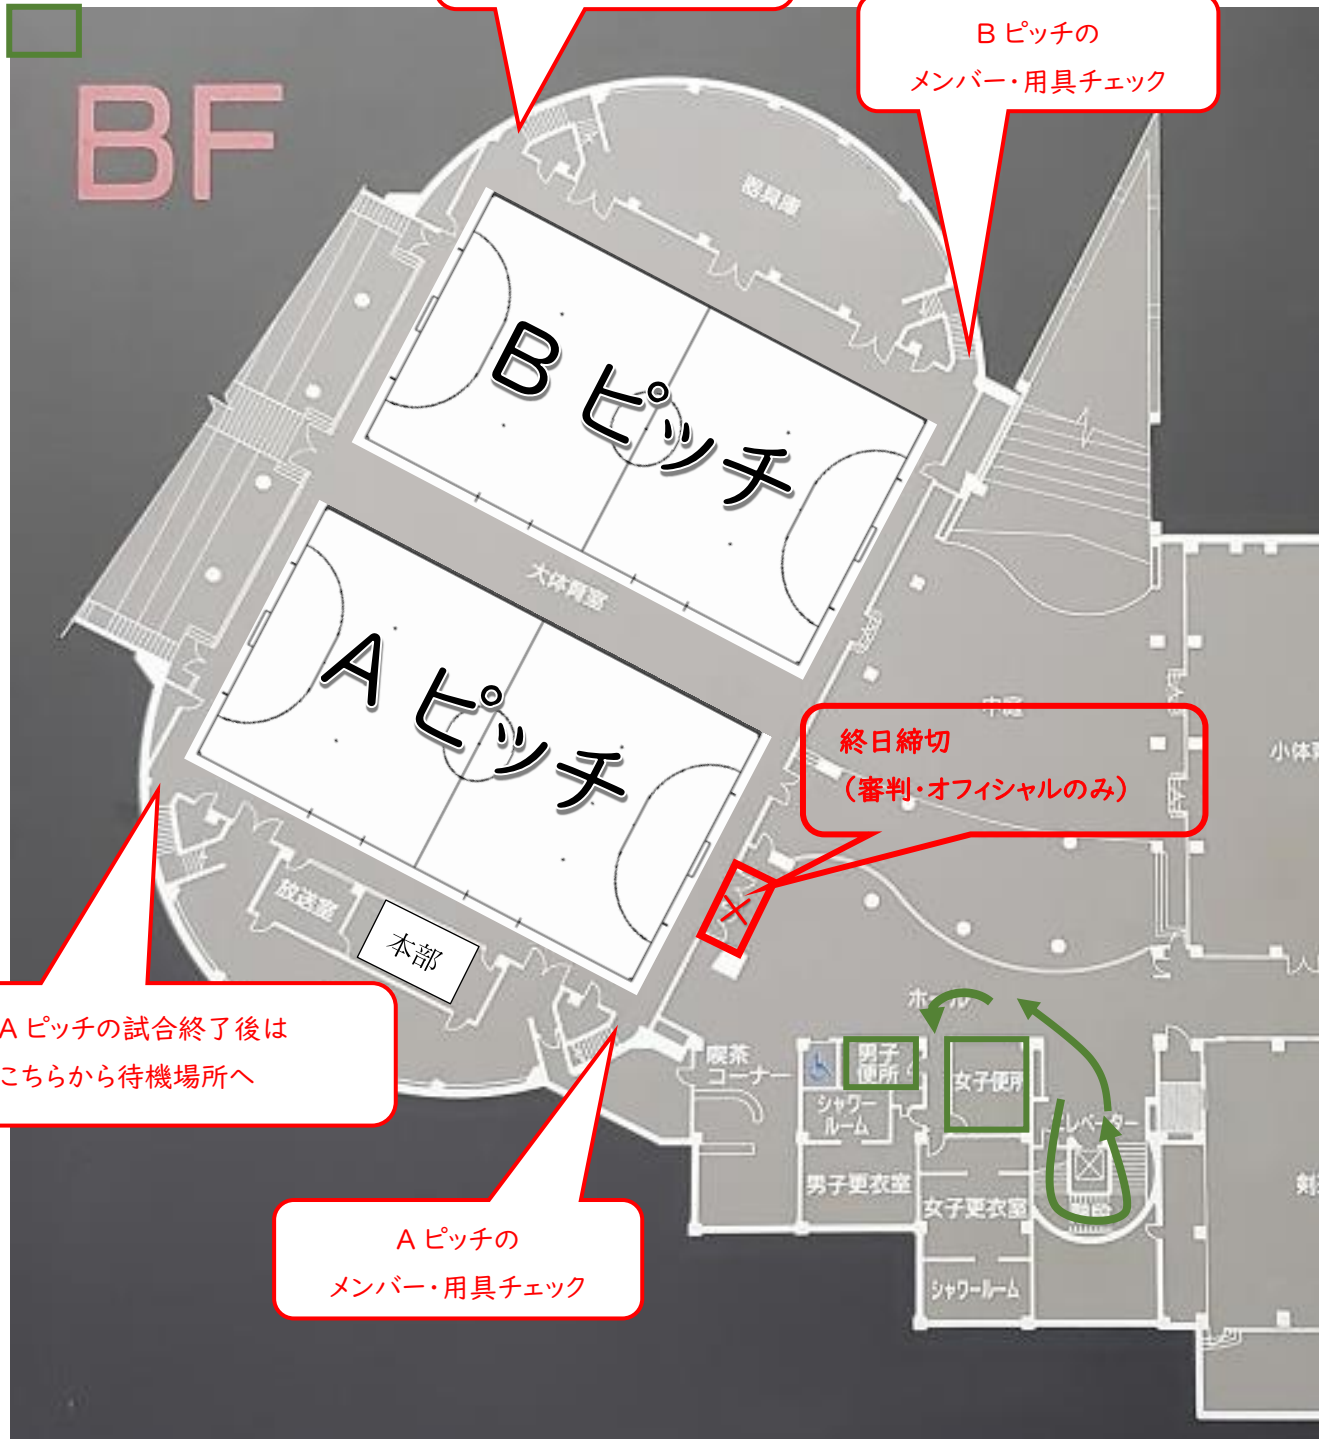 B ピッチの
メンバー・用具チェック
BF
器具庫
B ピッチ
大体育室
A ピッチ
中庭
終日締切
(審判・オフィシャルのみ)
小体育
放送室
本部
A ピッチの試合終了後は
こちらから待機場所へ
ホール
喫茶
コーナー
男子
便所
女子便所
シャワー
ルーム
エレベーター
男子更衣室
女子更衣室
シャワールーム
A ピッチの
メンバー・用具チェック